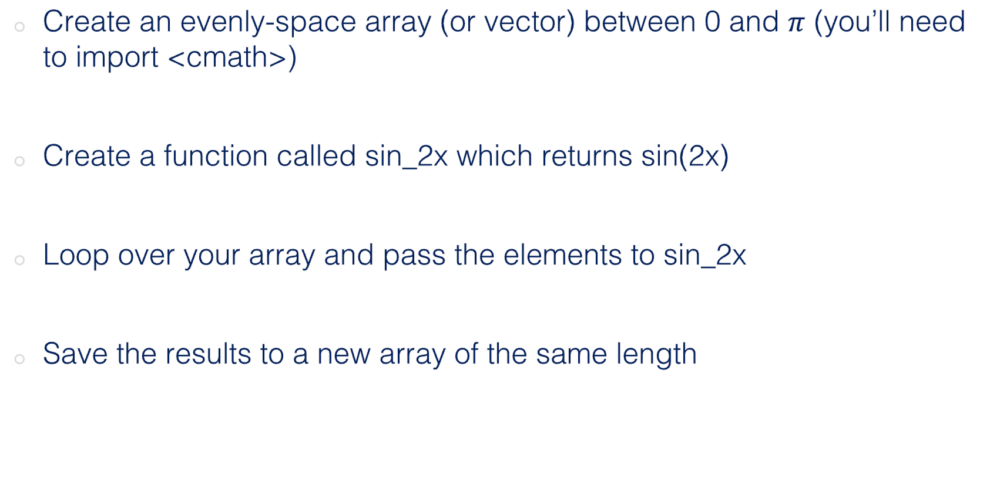 Create an evenly-space array (or vector) between 0 and π (you’ll need
to import <cmath>)
Create a function called sin_2x which returns sin(2x)
Loop over your array and pass the elements to sin_2x
Save the results to a new array of the same length